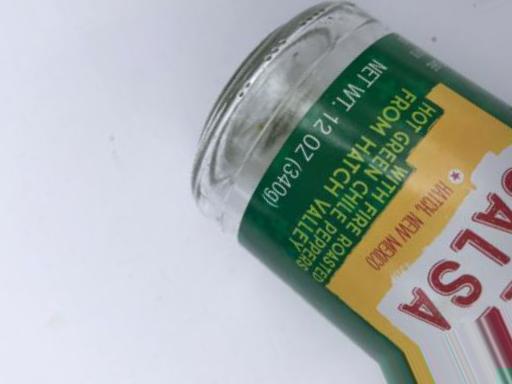 SALSA
HATCH, NEW MEXICO
HOT GREEN CHILE PEPPERS
WITH FIRE ROASTED
FROM HATCH VALLEY
NET WT. 12 OZ (340g)